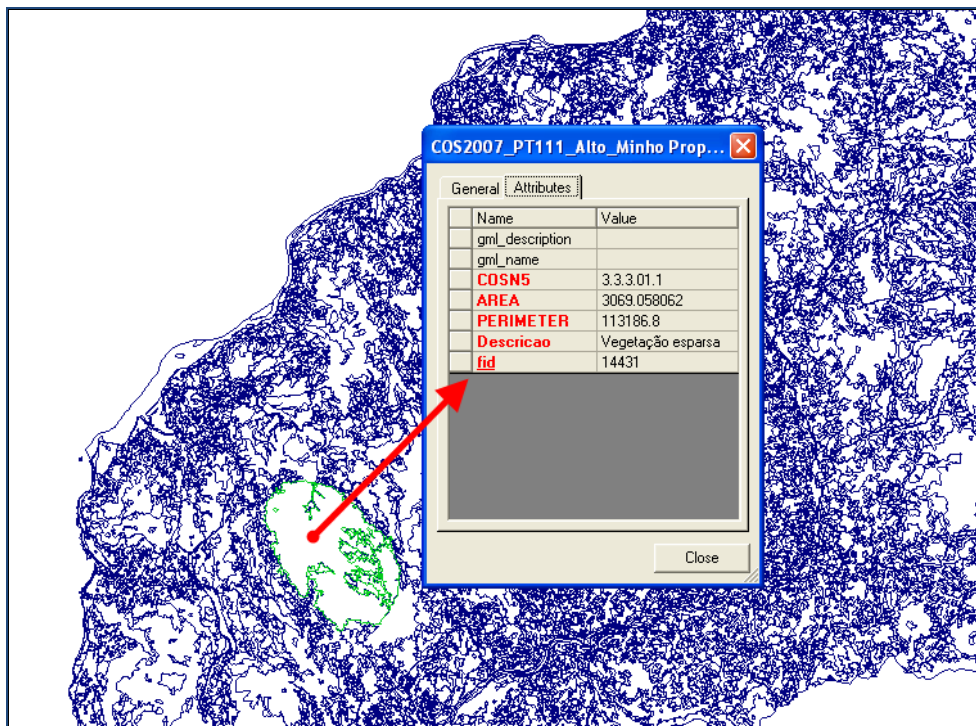 COS2007_PT111_Alto_Minho Prop...
General Attributes
Name Value
gml_description
gml_name
COSN5 3.3.3.01.1
AREA 3069.058062
PERIMETER 113186.8
Descricao Vegetação esparsa
fid 14431
Close